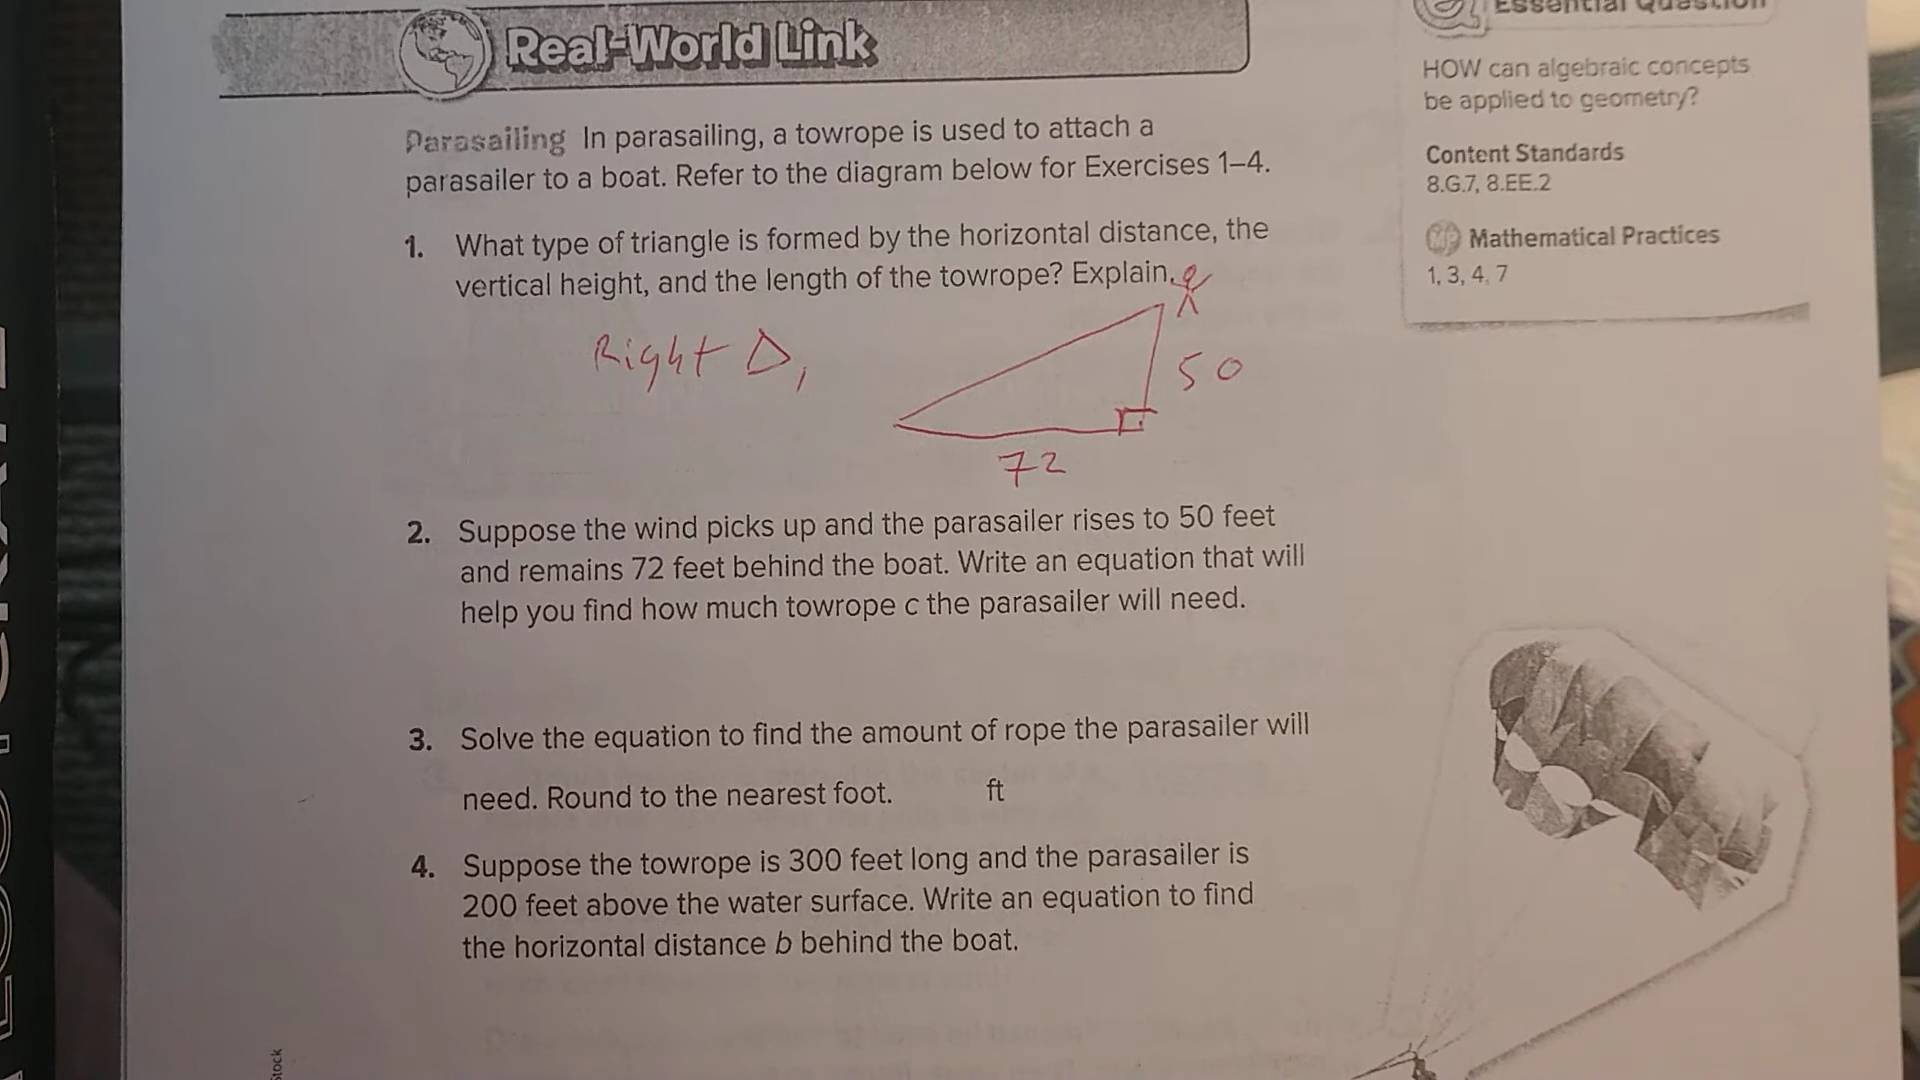 Real-World Link
Parasailing In parasailing, a towrope is used to attach a
parasailer to a boat. Refer to the diagram below for Exercises 1–4.
1. What type of triangle is formed by the horizontal distance, the
vertical height, and the length of the towrope? Explain.
Right Δ,
50
72
2. Suppose the wind picks up and the parasailer rises to 50 feet
and remains 72 feet behind the boat. Write an equation that will
help you find how much towrope c the parasailer will need.
3. Solve the equation to find the amount of rope the parasailer will
need. Round to the nearest foot. ft
4. Suppose the towrope is 300 feet long and the parasailer is
200 feet above the water surface. Write an equation to find
the horizontal distance b behind the boat.
Essential Question
HOW can algebraic concepts
be applied to geometry?
Content Standards
8.G.7, 8.EE.2
MP Mathematical Practices
1, 3, 4, 7